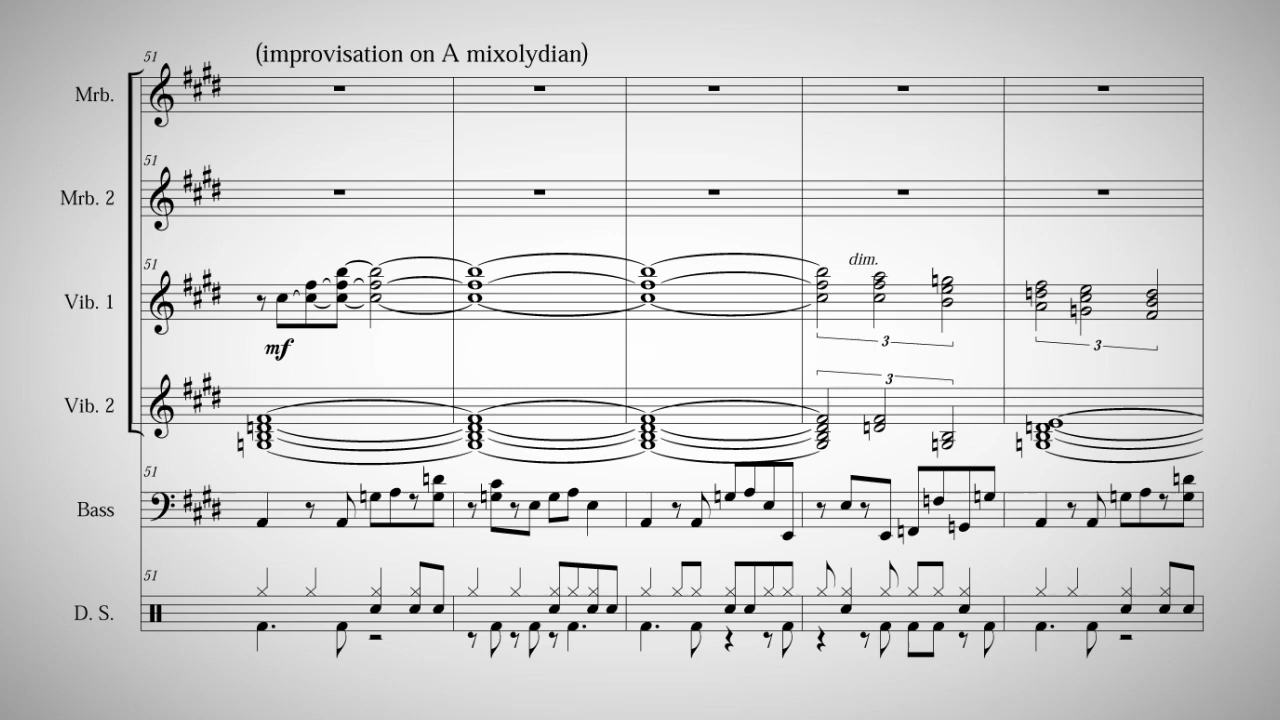 (improvisation on A mixolydian)
51
Mrb.
51
Mrb. 2
51
dim.
Vib. 1
3
3
mf
3
Vib. 2
51
Bass
51
D. S.